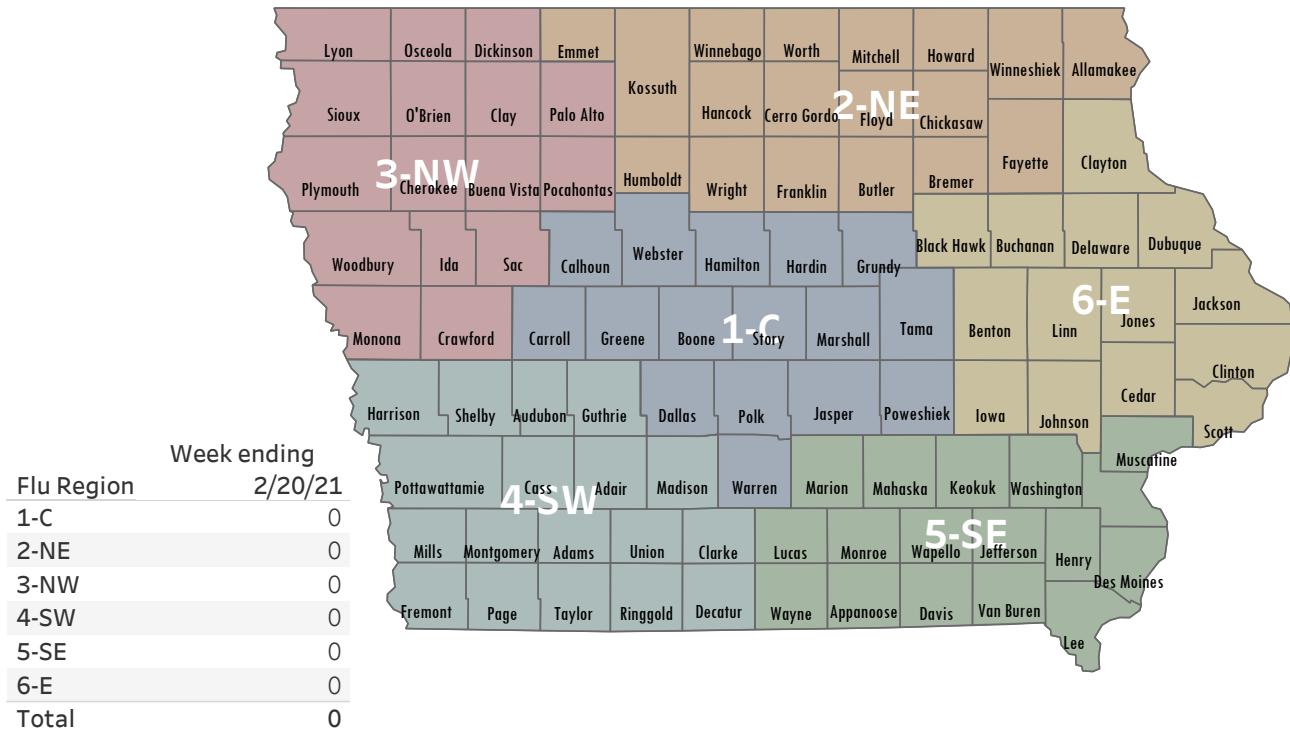 Lyon Osceola Dickinson Emmet Winnebago Worth Mitchell Howard Winneshiek Allamakee
Kossuth
Sioux O'Brien Clay Palo Alto Hancock Cerro Gordo 2-NE Floyd Chickasaw
Plymouth 3-NW Cherokee Buena Vista Pocahontas Humboldt Wright Franklin Butler Bremer Fayette Clayton
Woodbury Ida Sac Calhoun Webster Hamilton Hardin Grundy Black Hawk Buchanan Delaware Dubuque
6-E
Monona Crawford Carroll Greene Boone 1-C Story Marshall Tama Benton Linn Jones Jackson
Clinton
Harrison Shelby Audubon Guthrie Dallas Polk Jasper Poweshiek Iowa Johnson Cedar Scott
Muscatine
Pottawattamie Cass 4-SW Adair Madison Warren Marion Mahaska Keokuk Washington
5-SE
Mills Montgomery Adams Union Clarke Lucas Monroe Wapello Jefferson Henry
Des Moines
Fremont Page Taylor Ringgold Decatur Wayne Appanoose Davis Van Buren
Lee
Week ending
Flu Region 2/20/21
1-C 0
2-NE 0
3-NW 0
4-SW 0
5-SE 0
6-E 0
Total 0